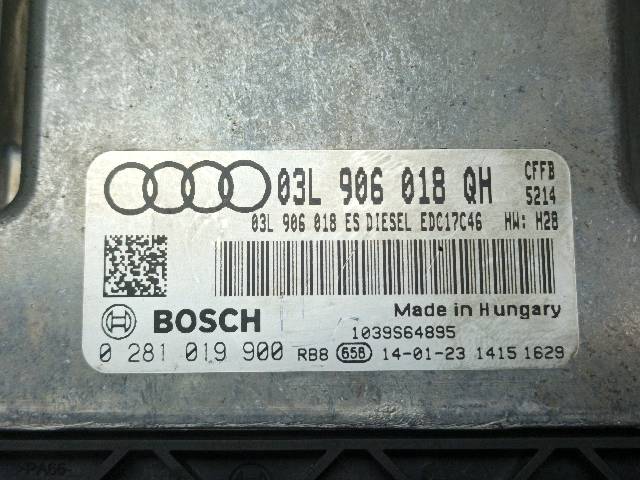 03L 906 018 QH CFFB
5214
03L 906 018 ES DIESEL EDC17C46 HW: H28
Made in Hungary
BOSCH
1039S64895
0 281 019 900 RB8 658 14-01-23 1415 1629
>PA66-